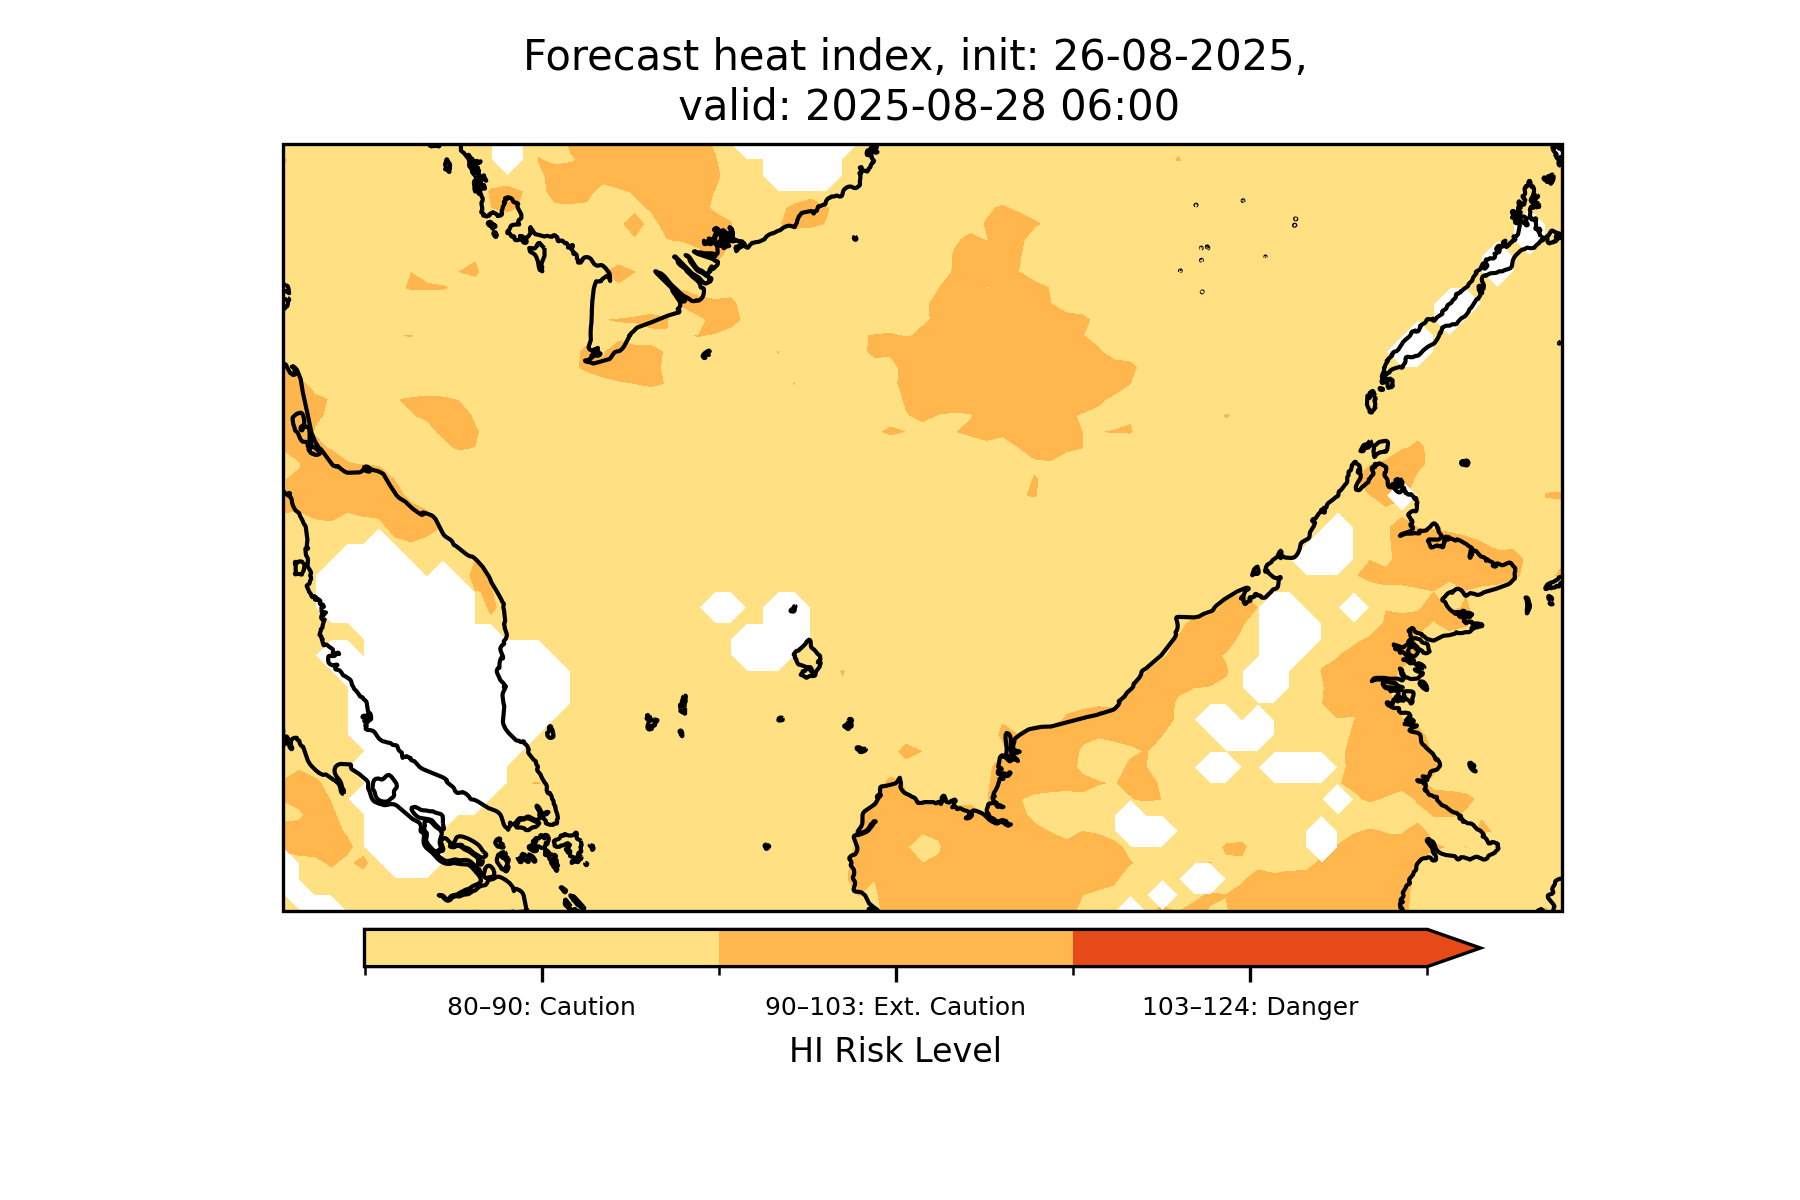 Forecast heat index, init: 26-08-2025,
valid: 2025-08-28 06:00
80–90: Caution
90–103: Ext. Caution
103–124: Danger
HI Risk Level